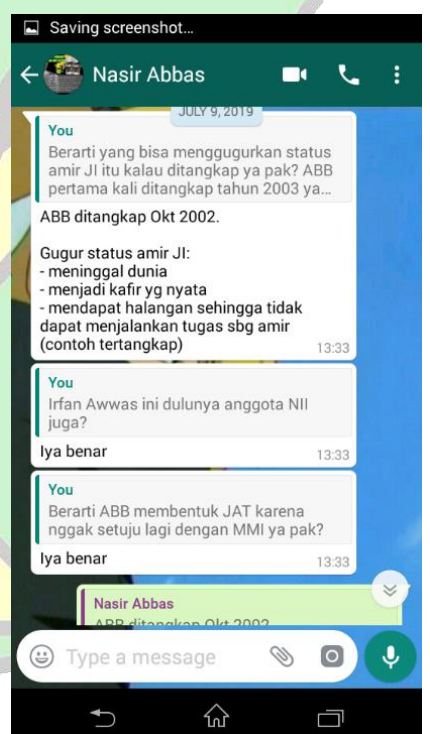 Saving screenshot...
Nasir Abbas
JULY 9, 2019
You
Berarti yang bisa menggugurkan status
amir JI itu kalau ditangkap ya pak? ABB
pertama kali ditangkap tahun 2003 ya...
ABB ditangkap Okt 2002.
Gugur status amir JI:
- meninggal dunia
- menjadi kafir yg nyata
- mendapat halangan sehingga tidak
dapat menjalankan tugas sbg amir
(contoh tertangkap)
13:33
You
Irfan Awwas ini dulunya anggota NII
juga?
Iya benar
13:33
You
Berarti ABB membentuk JAT karena
nggak setuju lagi dengan MMI ya pak?
Iya benar
13:33
Nasir Abbas
ABB ditangkap Okt 2002
Type a message